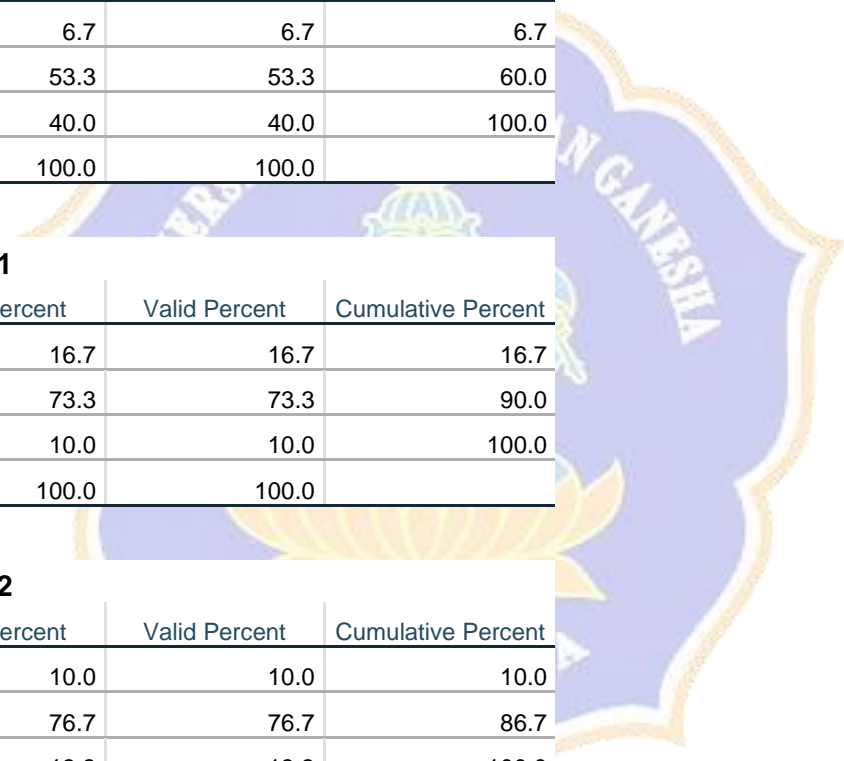 6.7 6.7 6.7
53.3 53.3 60.0
40.0 40.0 100.0
100.0 100.0
N GANESHA
1
ercent Valid Percent Cumulative Percent
16.7 16.7 16.7
73.3 73.3 90.0
10.0 10.0 100.0
100.0 100.0
2
ercent Valid Percent Cumulative Percent
10.0 10.0 10.0
76.7 76.7 86.7